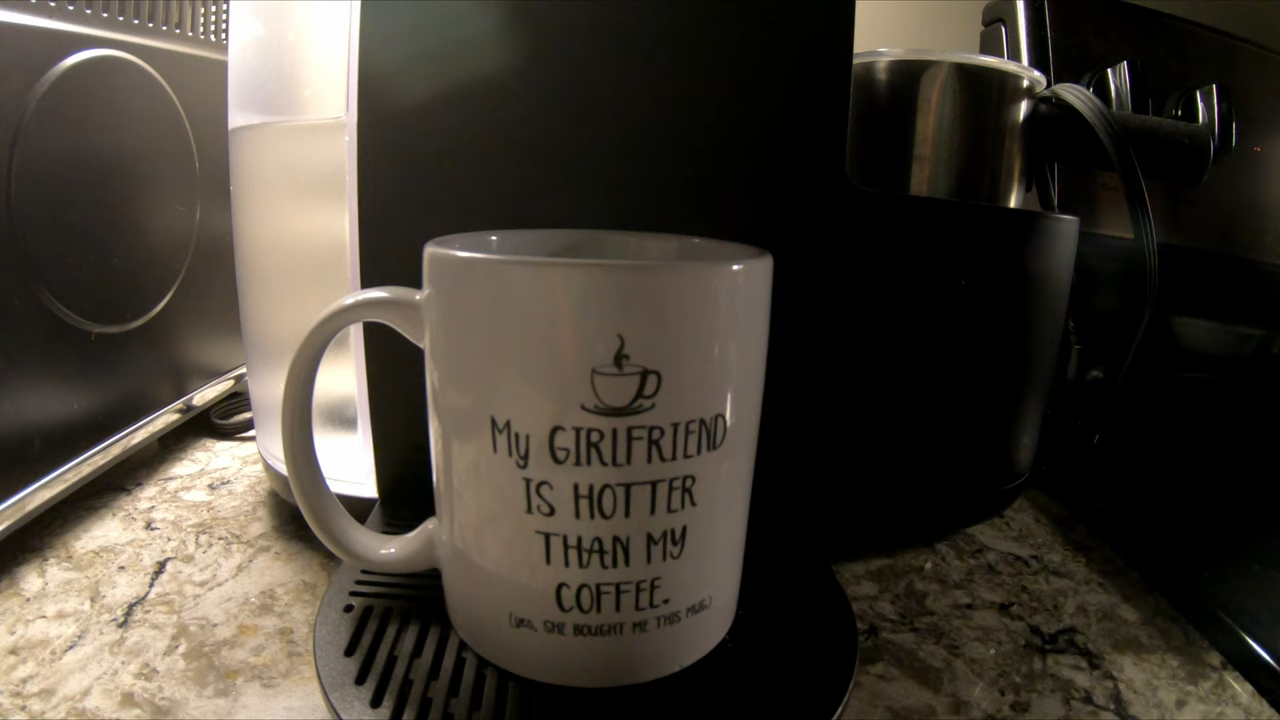 My GIRLFRIEND
IS HOTTER
THAN MY
COFFEE.
(yes, SHE BOUGHT ME THIS MUG.)